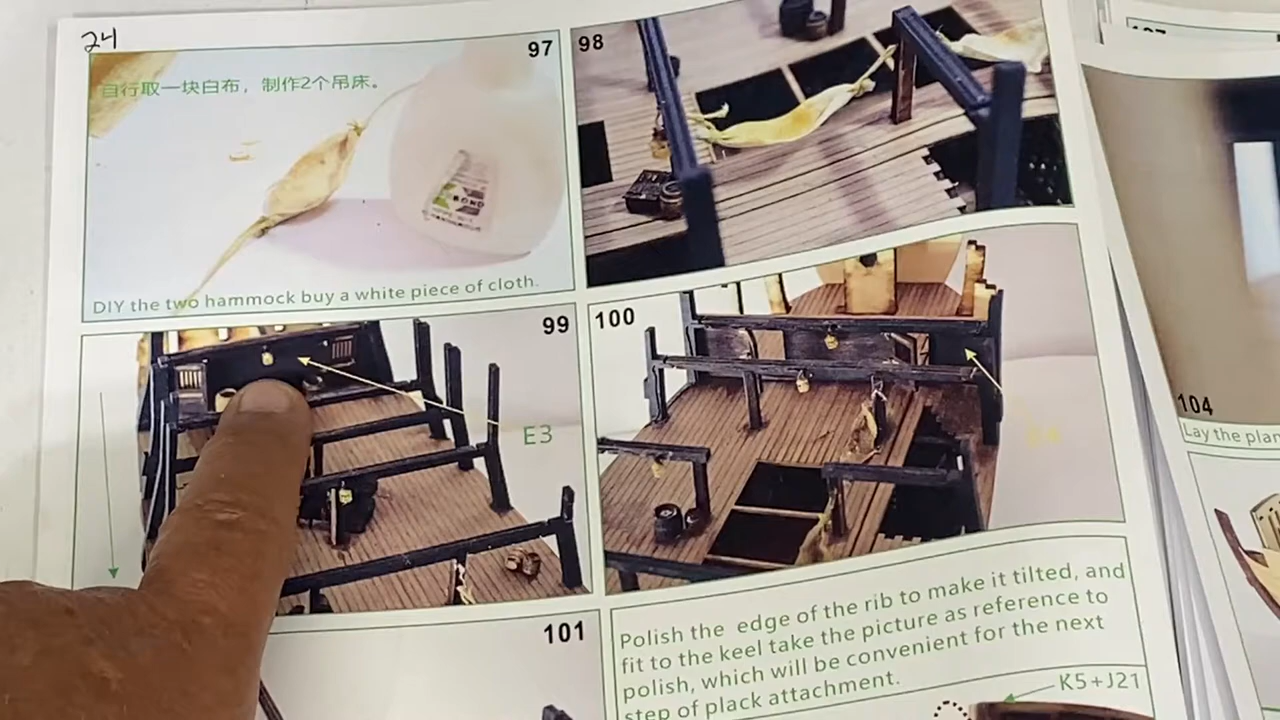 24
97
自行取一块白布，制作2个吊床。
BOND
DIY the two hammock buy a white piece of cloth.
98
99
E3
100
101
Polish the edge of the rib to make it tilted, and
fit to the keel take the picture as reference to
polish, which will be convenient for the next
step of plack attachment.
K5+J21
104
Lay the plan